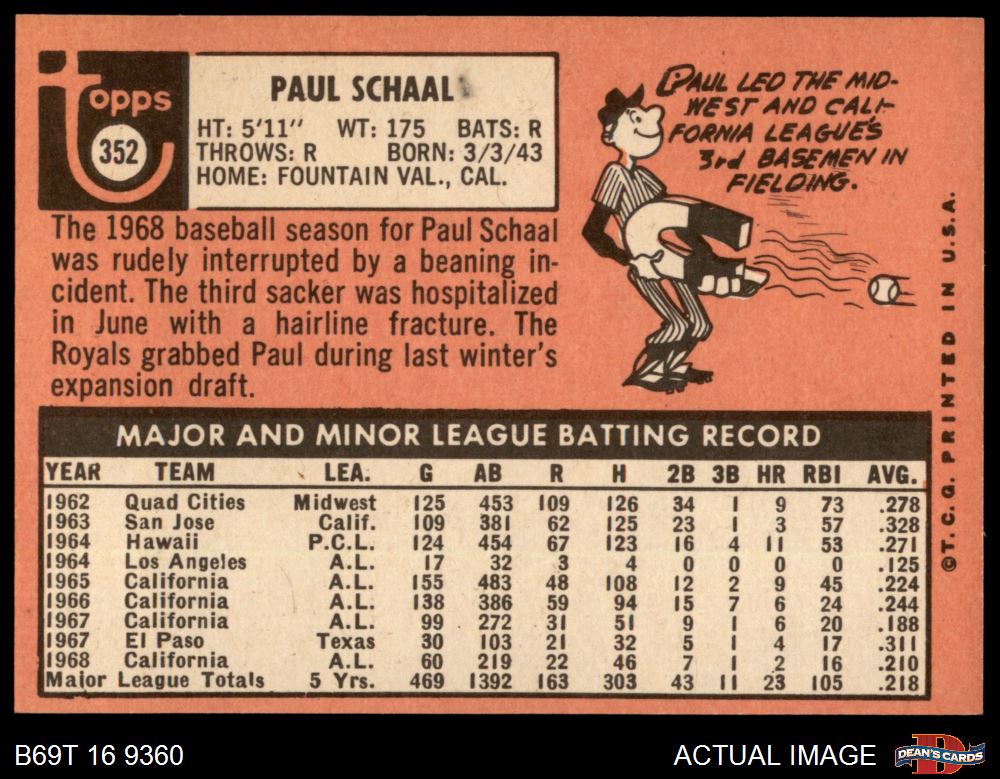 topps
352
PAUL SCHAAL
HT: 5'11" WT: 175 BATS: R
THROWS: R BORN: 3/3/43
HOME: FOUNTAIN VAL., CAL.
The 1968 baseball season for Paul Schaal
was rudely interrupted by a beaning in-
cident. The third sacker was hospitalized
in June with a hairline fracture. The
Royals grabbed Paul during last winter's
expansion draft.
PAUL LED THE MID-
WEST AND CALI-
FORNIA LEAGUE'S
3rd BASEMEN IN
FIELDING.
©T.C.G. PRINTED IN U.S.A.
MAJOR AND MINOR LEAGUE BATTING RECORD
YEAR TEAM LEA. G AB R H 2B 3B HR RBI AVG.
1962 Quad Cities Midwest 125 453 109 126 34 1 9 73 .278
1963 San Jose Calif. 109 381 62 125 23 1 3 57 .328
1964 Hawaii P.C.L. 124 454 67 123 16 4 11 53 .271
1964 Los Angeles A.L. 17 32 3 4 0 0 0 0 .125
1965 California A.L. 155 483 48 108 12 2 9 45 .224
1966 California A.L. 138 386 59 94 15 7 6 24 .244
1967 California A.L. 99 272 31 51 9 1 6 20 .188
1967 El Paso Texas 30 103 21 32 5 1 4 17 .311
1968 California A.L. 60 219 22 46 7 1 2 16 .210
Major League Totals 5 Yrs. 469 1392 163 303 43 11 23 105 .218
B69T 16 9360
ACTUAL IMAGE
DEAN'S CARDS